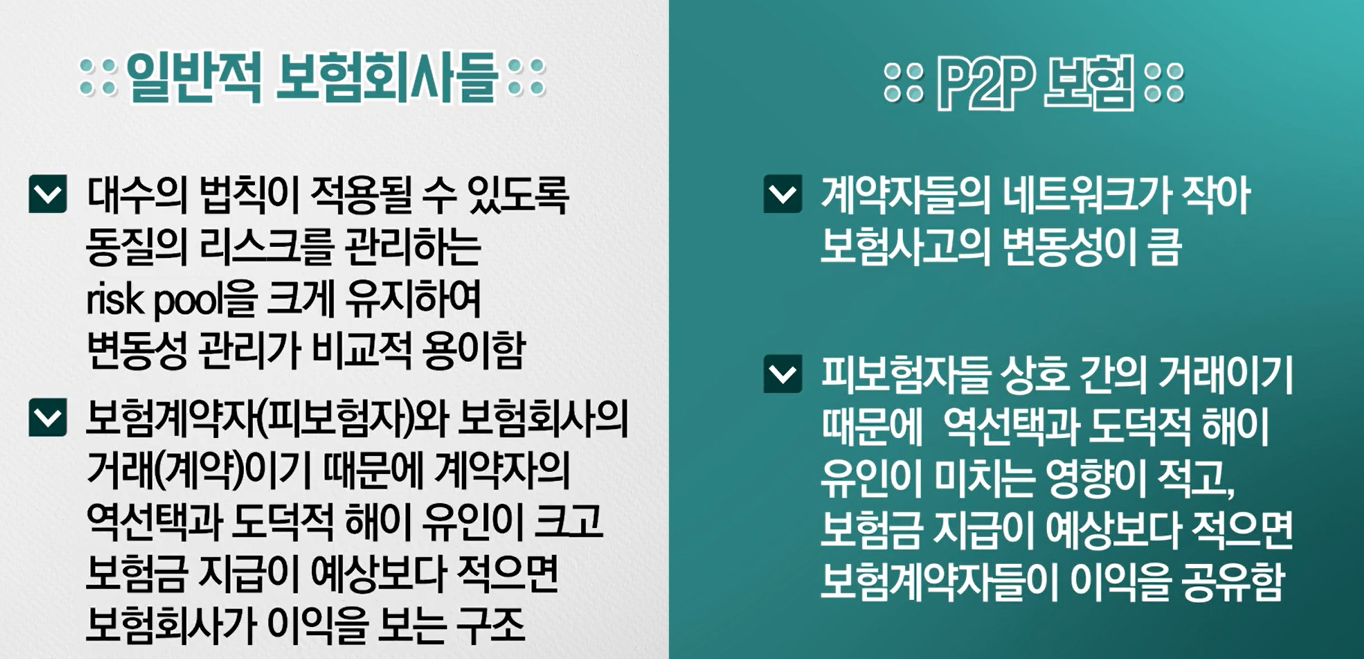 일반적 보험회사들
대수의 법칙이 적용될 수 있도록
동질의 리스크를 관리하는
risk pool을 크게 유지하여
변동성 관리가 비교적 용이함
보험계약자(피보험자)와 보험회사의
거래(계약)이기 때문에 계약자의
역선택과 도덕적 해이 유인이 크고
보험금 지급이 예상보다 적으면
보험회사가 이익을 보는 구조
P2P 보험
계약자들의 네트워크가 작아
보험사고의 변동성이 큼
피보험자들 상호 간의 거래이기
때문에 역선택과 도덕적 해이
유인이 미치는 영향이 적고,
보험금 지급이 예상보다 적으면
보험계약자들이 이익을 공유함